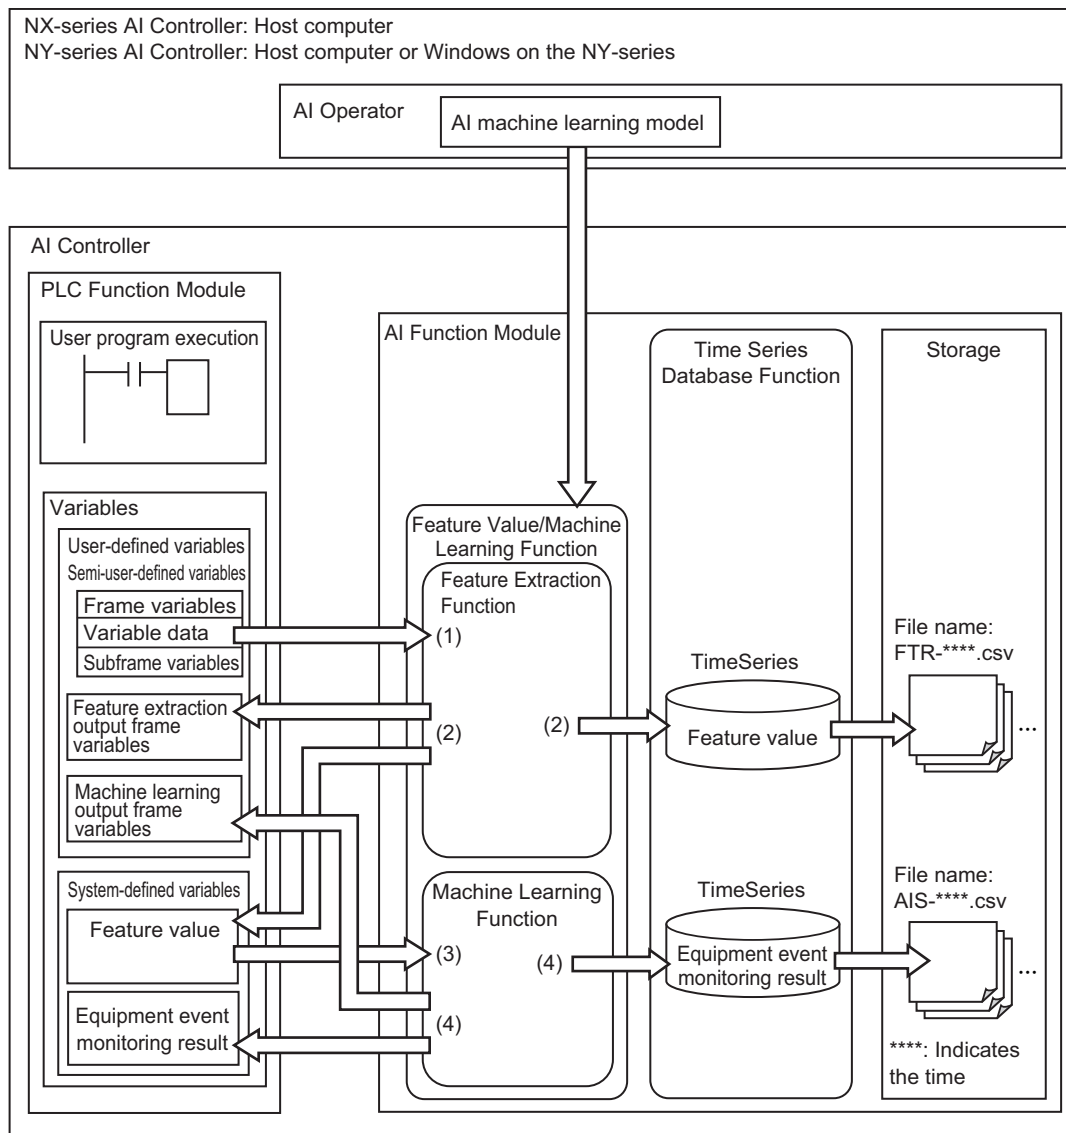 NX-series AI Controller: Host computer
NY-series AI Controller: Host computer or Windows on the NY-series
AI Operator
AI machine learning model
AI Controller
PLC Function Module
User program execution
Variables
User-defined variables
Semi-user-defined variables
Frame variables
Variable data
Subframe variables
Feature extraction
output frame
variables
Machine learning
output frame
variables
System-defined variables
Feature value
Equipment event
monitoring result
AI Function Module
Feature Value/Machine
Learning Function
Feature Extraction
Function
(1)
(2)
(2)
Machine Learning
Function
(3)
(4)
(4)
Time Series
Database Function
TimeSeries
Feature value
TimeSeries
Equipment event
monitoring result
Storage
File name:
FTR-****.csv
...
File name:
AIS-****.csv
...
****: Indicates
the time